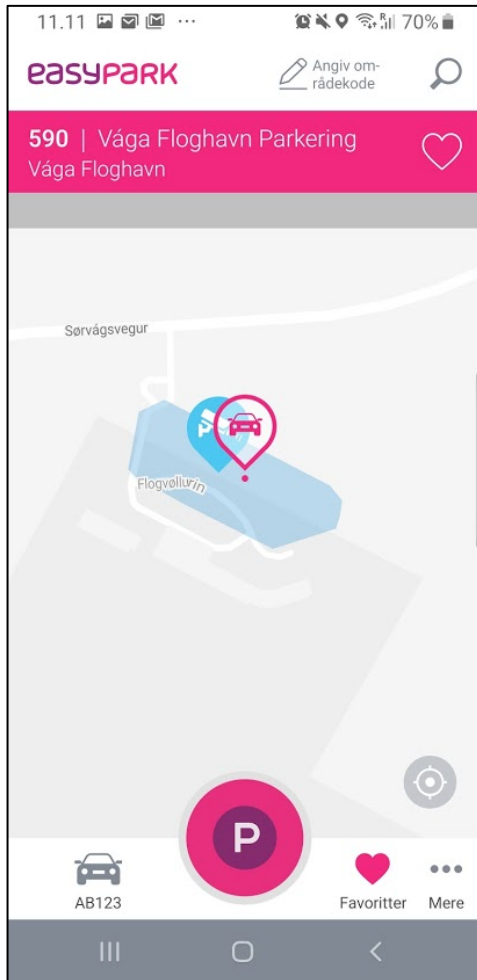 11.11 70%
easypark
Angiv om-
rådekode
590 | Vága Floghavn Parkering
Vága Floghavn
Sørvágsvegur
P
Flogvøllurin
P
AB123
Favoritter
Mere